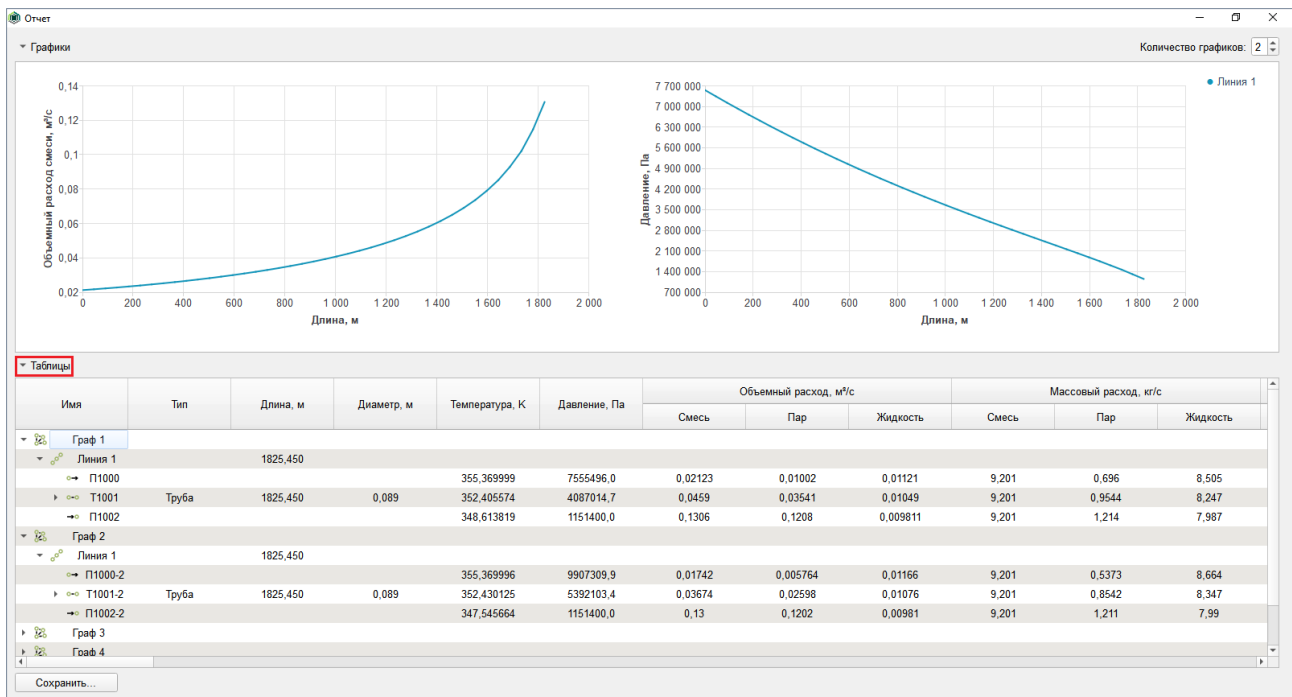 Отчет
Графики
Количество графиков: 2
Объемный расход смеси, м³/с
0,14
0,12
0,1
0,08
0,06
0,04
0,02
0 200 400 600 800 1 000 1 200 1 400 1 600 1 800 2 000
Длина, м
Давление, Па
7 700 000
7 000 000
6 300 000
5 600 000
4 900 000
4 200 000
3 500 000
2 800 000
2 100 000
1 400 000
700 000
0 200 400 600 800 1 000 1 200 1 400 1 600 1 800 2 000
Длина, м
Линия 1
Таблицы
Имя Тип Длина, м Диаметр, м Температура, К Давление, Па Объемный расход, м³/с Массовый расход, кг/с
Смесь Пар Жидкость Смесь Пар Жидкость
Граф 1
Линия 1 1825,450
П1000 355,369999 7555496,0 0,02123 0,01002 0,01121 9,201 0,696 8,505
Т1001 Труба 1825,450 0,089 352,405574 4087014,7 0,0459 0,03541 0,01049 9,201 0,9544 8,247
П1002 348,613819 1151400,0 0,1306 0,1208 0,009811 9,201 1,214 7,987
Граф 2
Линия 1 1825,450
П1000-2 355,369996 9907309,9 0,01742 0,005764 0,01166 9,201 0,5373 8,664
Т1001-2 Труба 1825,450 0,089 352,430125 5392103,4 0,03674 0,02598 0,01076 9,201 0,8542 8,347
П1002-2 347,545664 1151400,0 0,13 0,1202 0,00981 9,201 1,211 7,99
Граф 3
Граф 4
Сохранить...